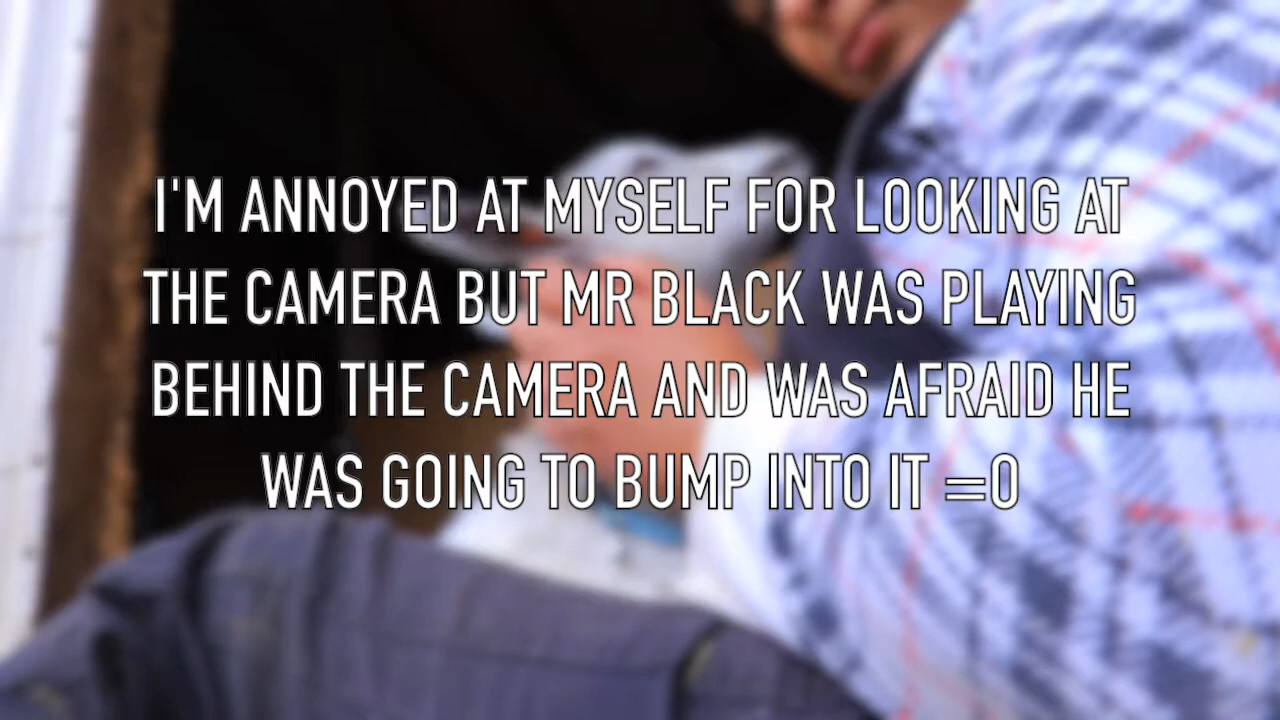 I'M ANNOYED AT MYSELF FOR LOOKING AT
THE CAMERA BUT MR BLACK WAS PLAYING
BEHIND THE CAMERA AND WAS AFRAID HE
WAS GOING TO BUMP INTO IT =O